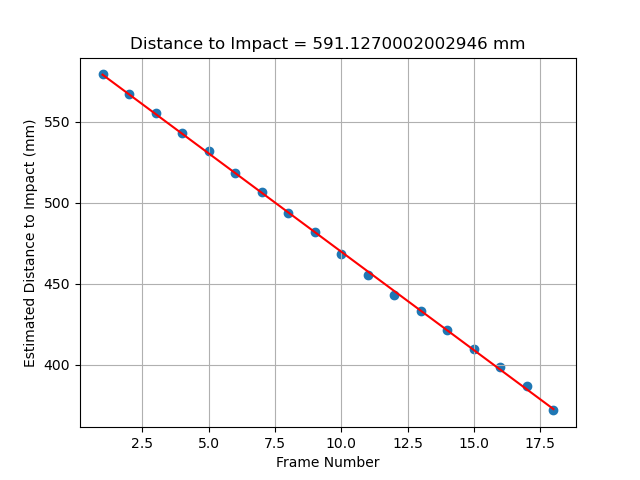 Distance to Impact = 591.1270002002946 mm
Estimated Distance to Impact (mm)
550
500
450
400
2.5 5.0 7.5 10.0 12.5 15.0 17.5
Frame Number